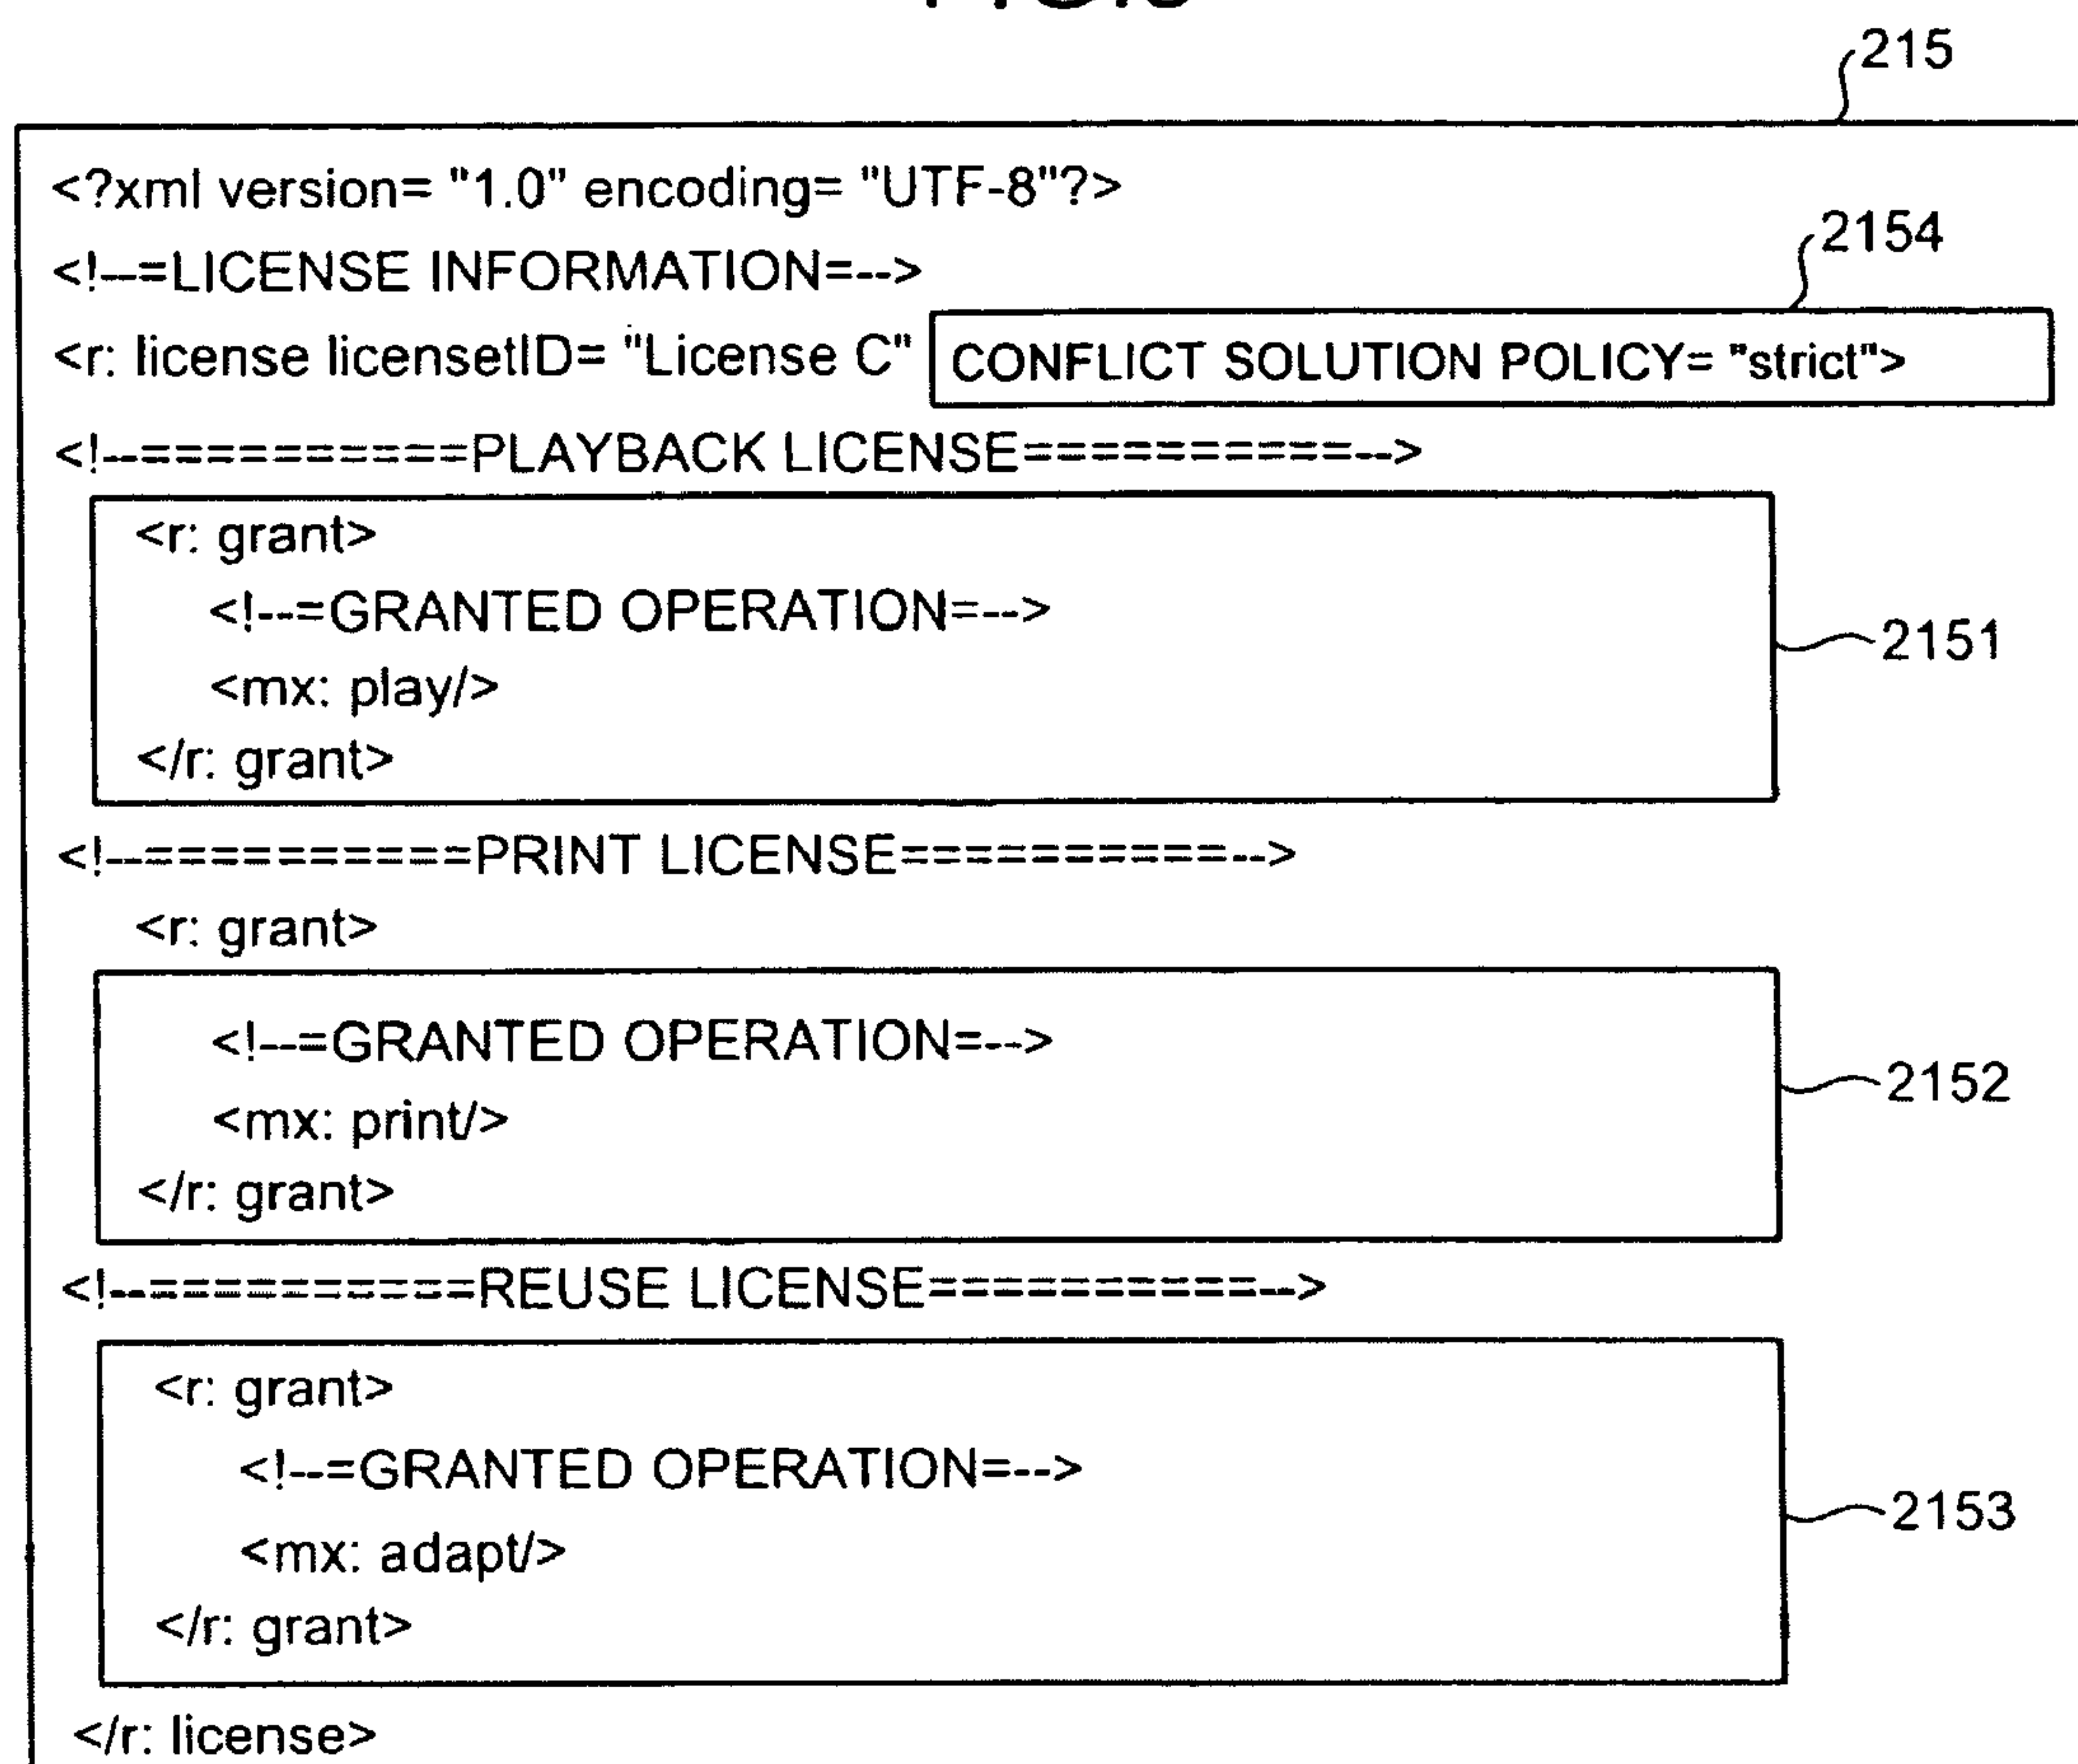 215
<?xml version= "1.0" encoding= "UTF-8"?>
2154
<!--=LICENSE INFORMATION=-->
<r: license licensetID= "License C" CONFLICT SOLUTION POLICY= "strict">
<!--==========PLAYBACK LICENSE==========-->
<r: grant>
<!--=GRANTED OPERATION=-->
2151
<mx: play/>
</r: grant>
<!--==========PRINT LICENSE==========-->
<r: grant>
<!--=GRANTED OPERATION=-->
2152
<mx: print/>
</r: grant>
<!--==========REUSE LICENSE==========-->
<r: grant>
<!--=GRANTED OPERATION=-->
2153
<mx: adapt/>
</r: grant>
</r: license>